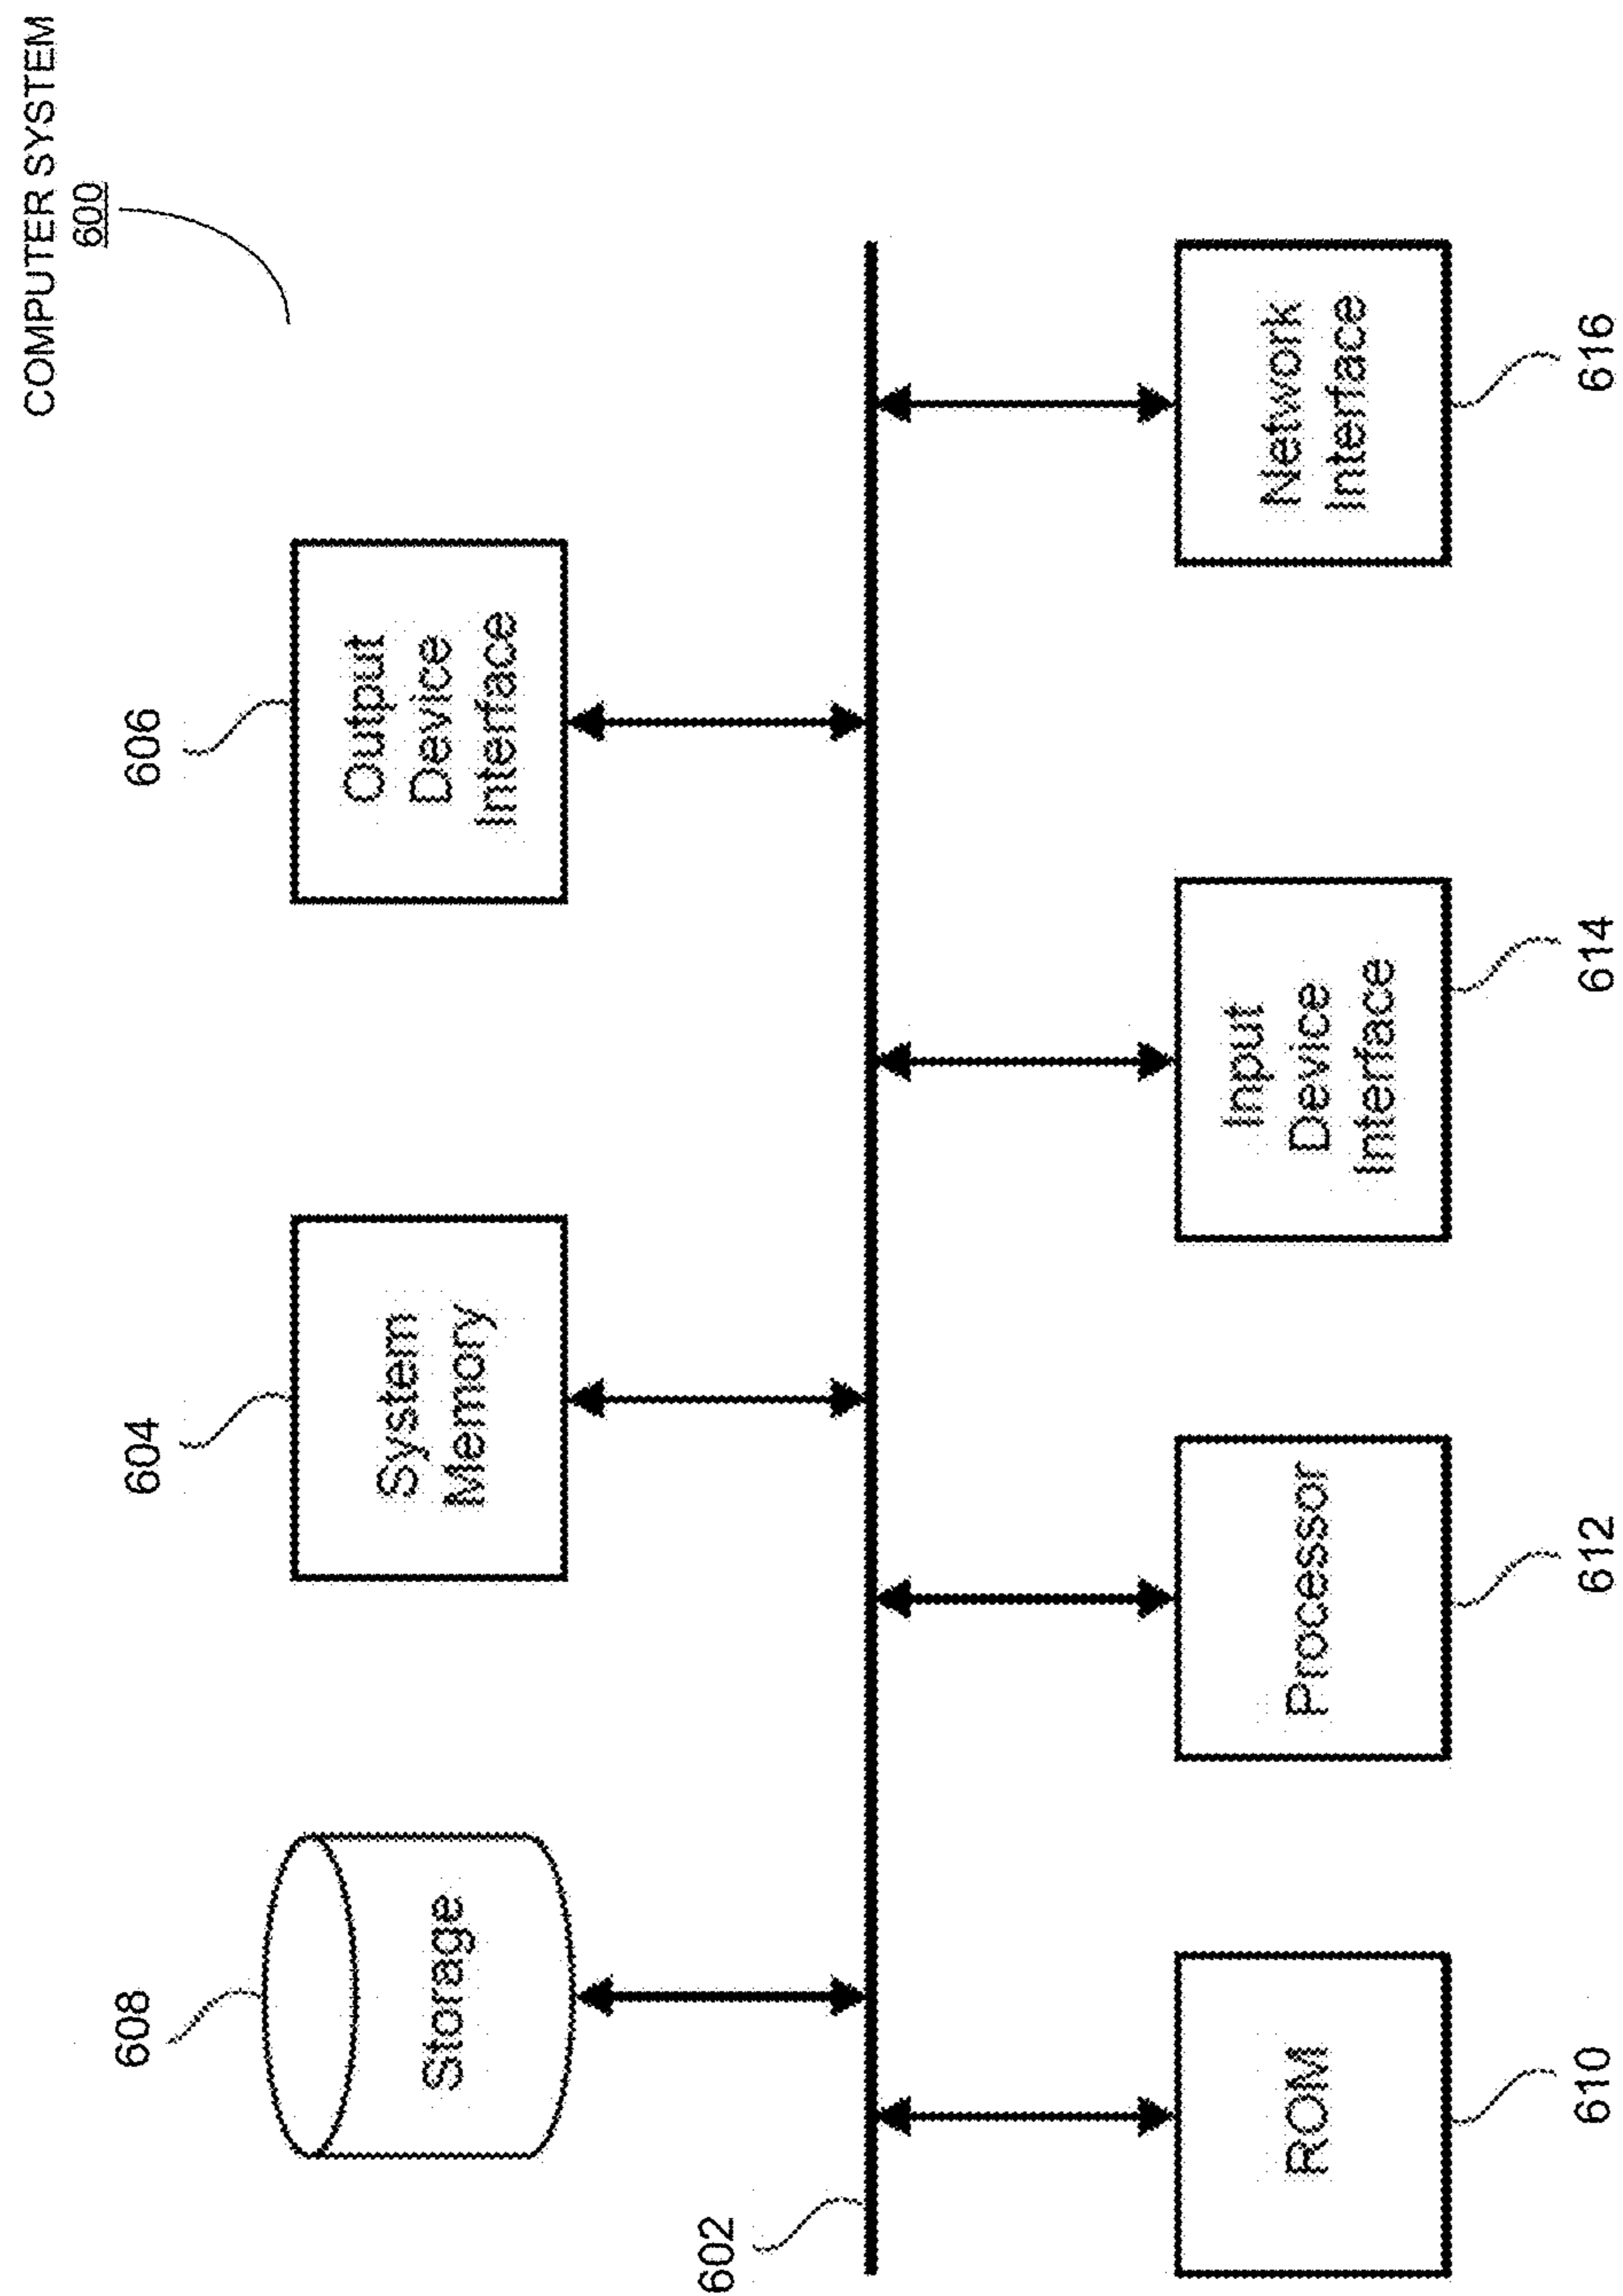 COMPUTER SYSTEM
600
608
604
606
Storage
System
Memory
Output
Device
Interface
602
ROM
Processor
Input
Device
Interface
Network
Interface
610
612
614
616